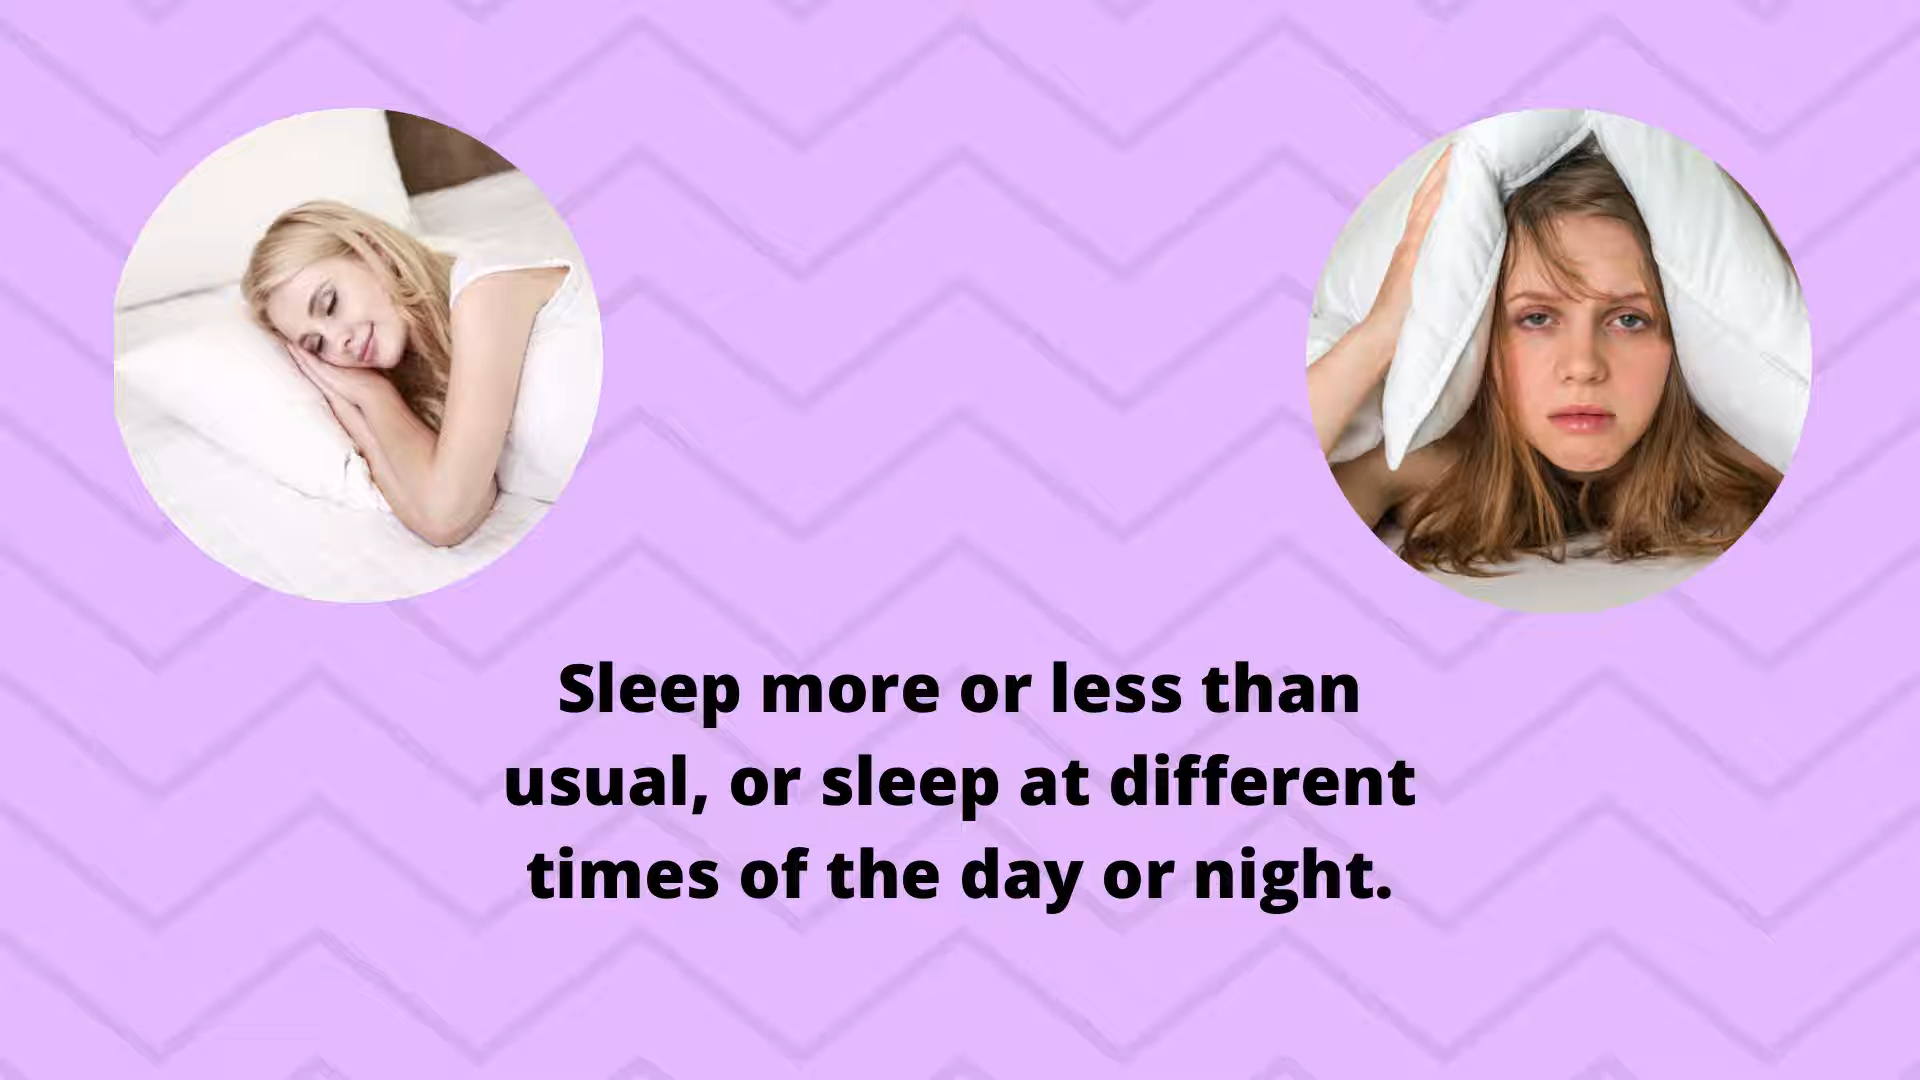 Sleep more or less than
usual, or sleep at different
times of the day or night.